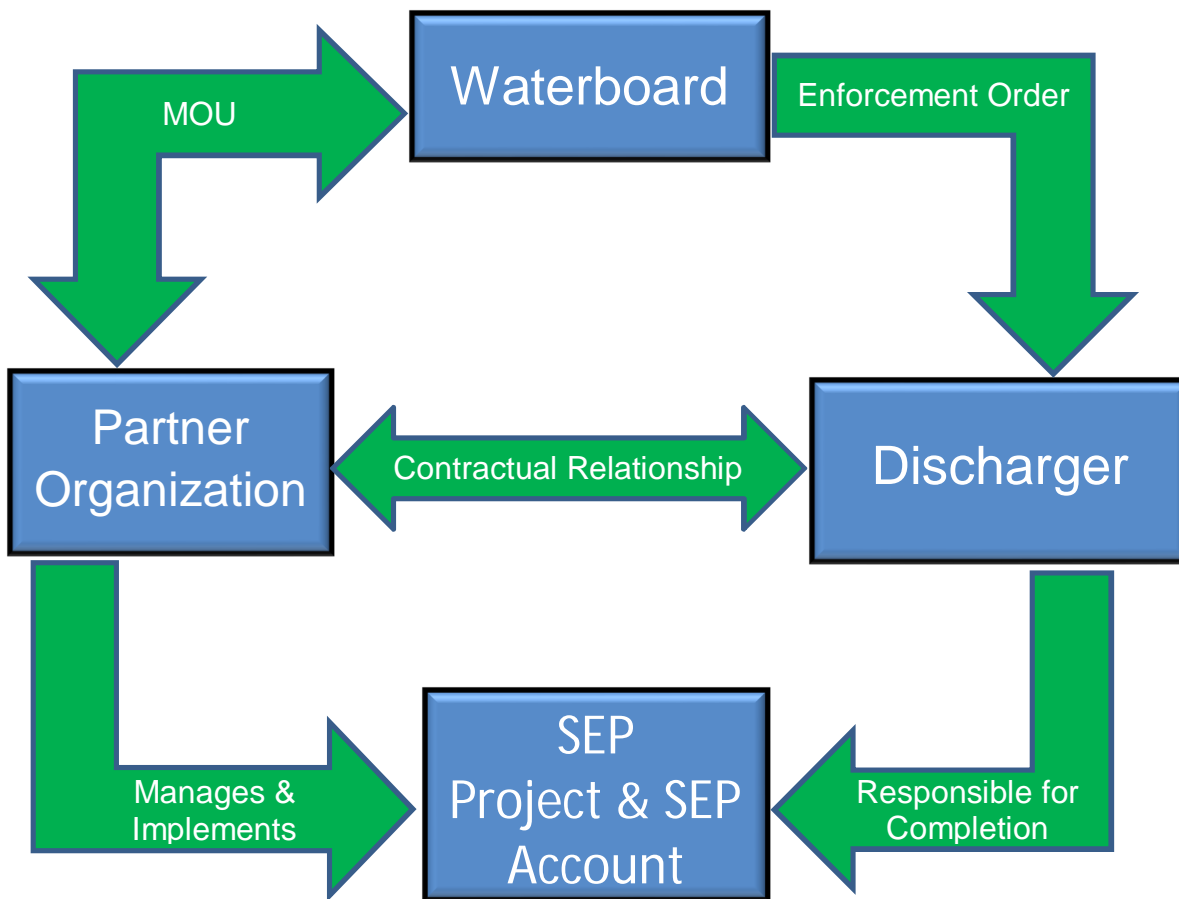 Waterboard
MOU
Enforcement Order
Partner
Organization
Contractual Relationship
Discharger
SEP
Project & SEP
Account
Manages &
Implements
Responsible for
Completion